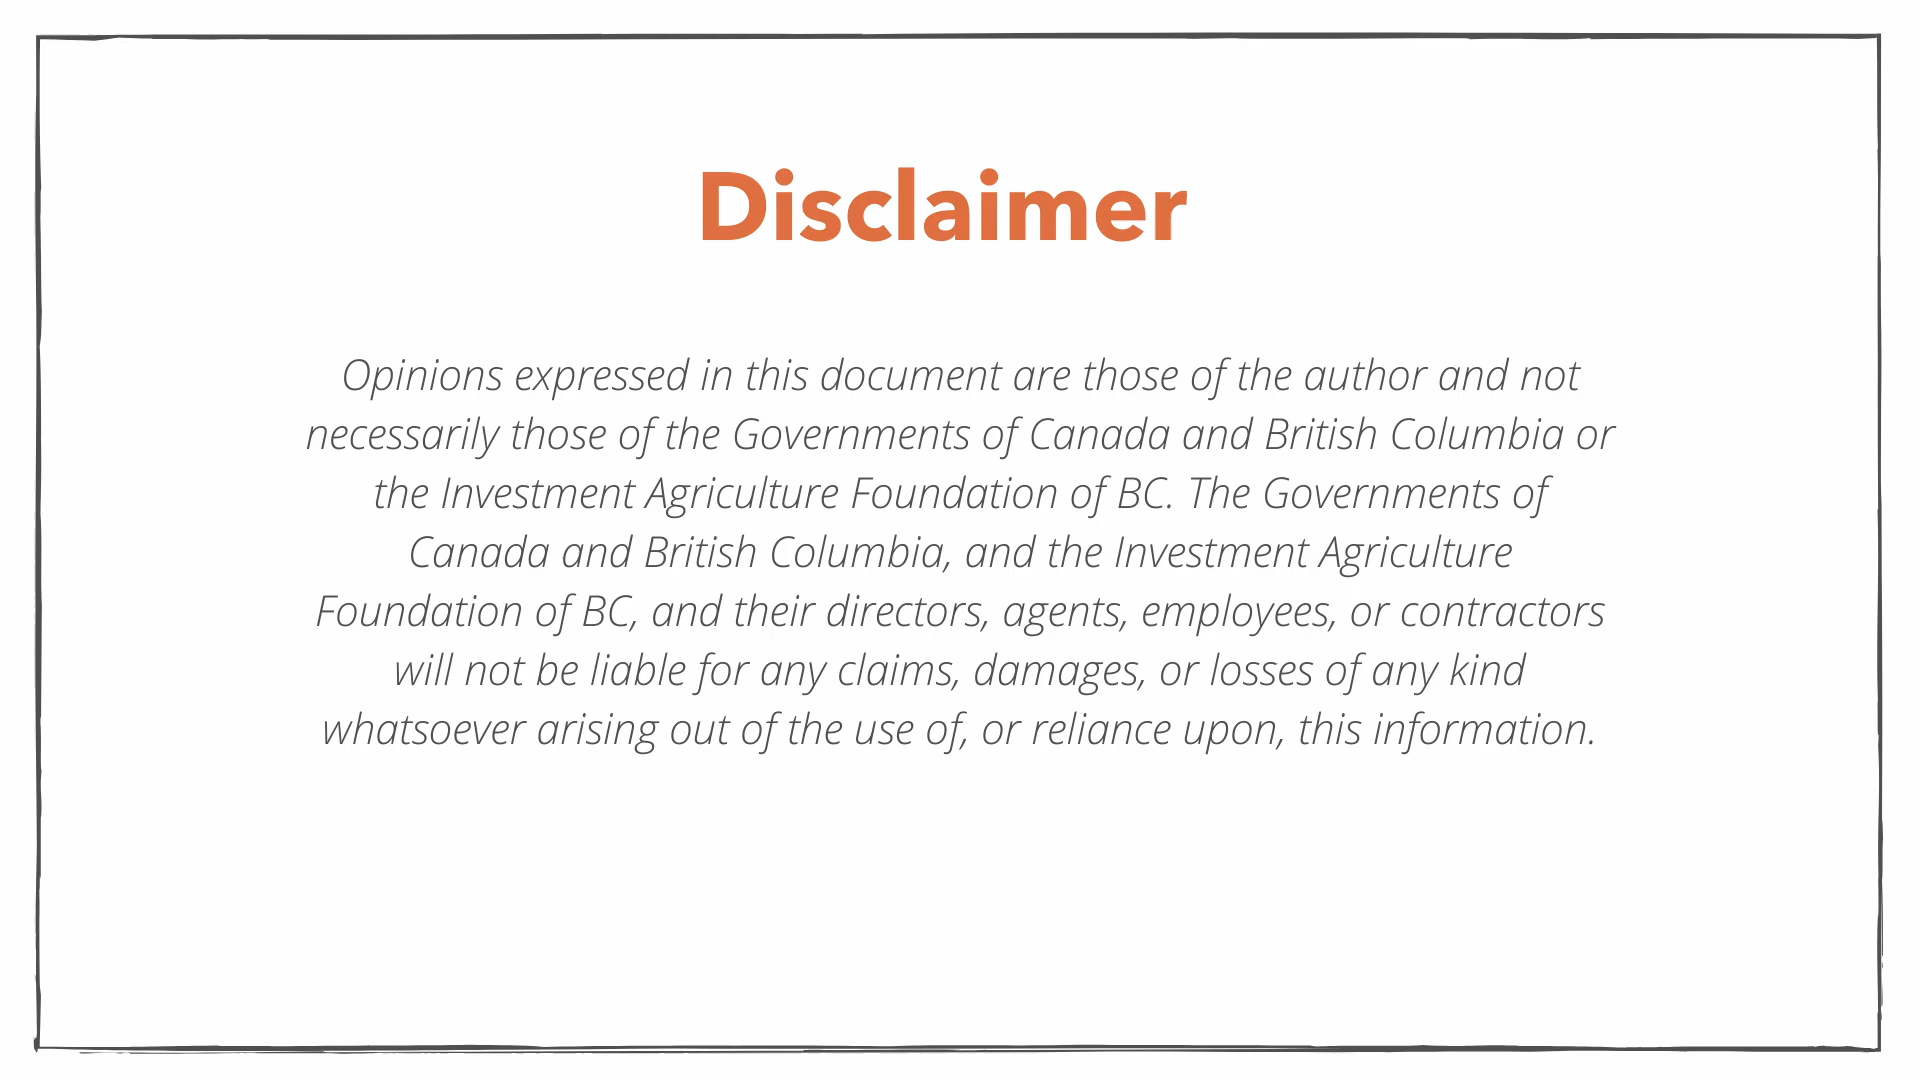 Disclaimer
Opinions expressed in this document are those of the author and not
necessarily those of the Governments of Canada and British Columbia or
the Investment Agriculture Foundation of BC. The Governments of
Canada and British Columbia, and the Investment Agriculture
Foundation of BC, and their directors, agents, employees, or contractors
will not be liable for any claims, damages, or losses of any kind
whatsoever arising out of the use of, or reliance upon, this information.